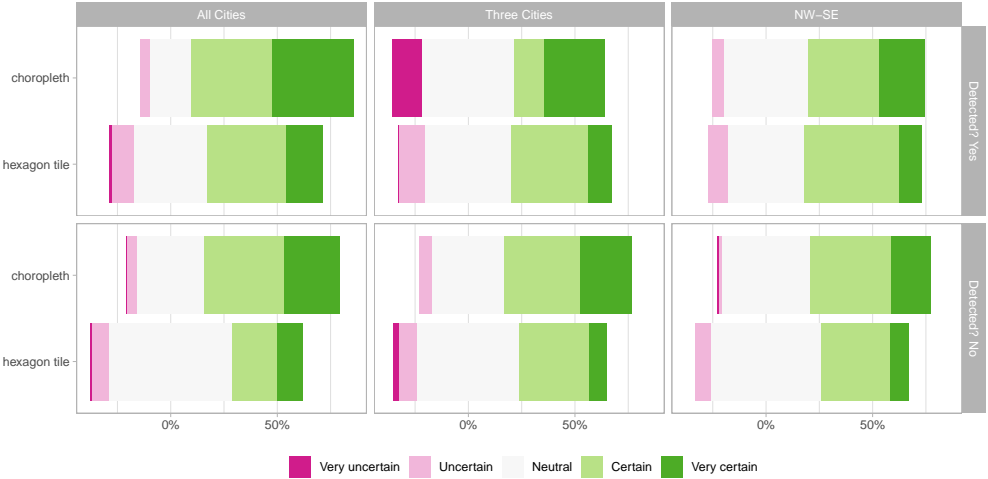 All Cities Three Cities NW−SE
choropleth
hexagon tile
Detected? Yes
choropleth
hexagon tile
Detected? No
0% 50% 0% 50% 0% 50%
Very uncertain Uncertain Neutral Certain Very certain